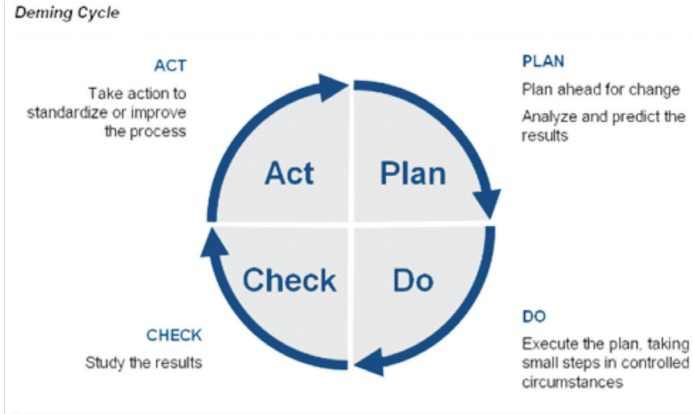 Deming Cycle
ACT
Take action to
standardize or improve
the process
PLAN
Plan ahead for change
Analyze and predict the
results
Act
Plan
Check
Do
CHECK
Study the results
DO
Execute the plan, taking
small steps in controlled
circumstances